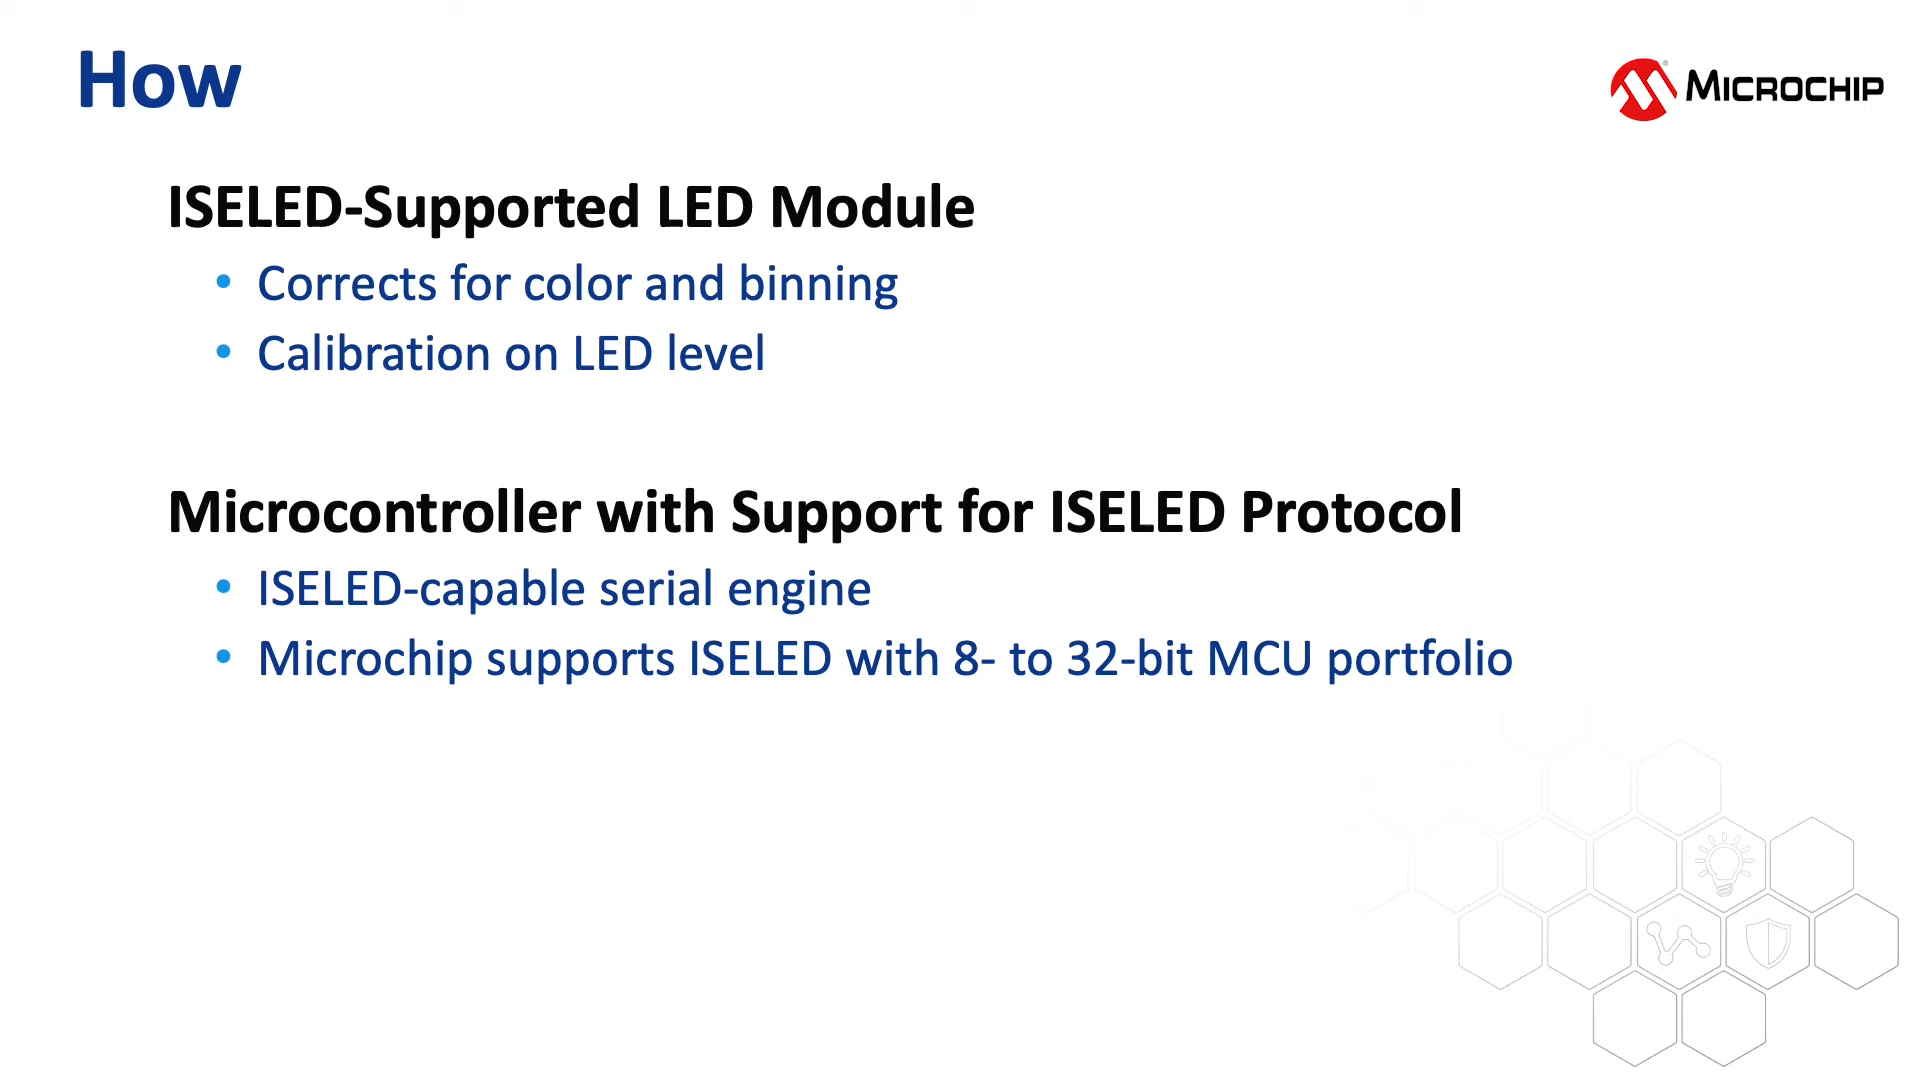 How
MICROCHIP
ISELED-Supported LED Module
• Corrects for color and binning
• Calibration on LED level
Microcontroller with Support for ISELED Protocol
• ISELED-capable serial engine
• Microchip supports ISELED with 8- to 32-bit MCU portfolio